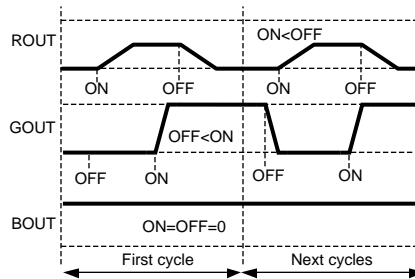 ROUT
ON<OFF
ON OFF ON OFF
GOUT
OFF<ON
OFF ON OFF ON
BOUT
ON=OFF=0
First cycle Next cycles